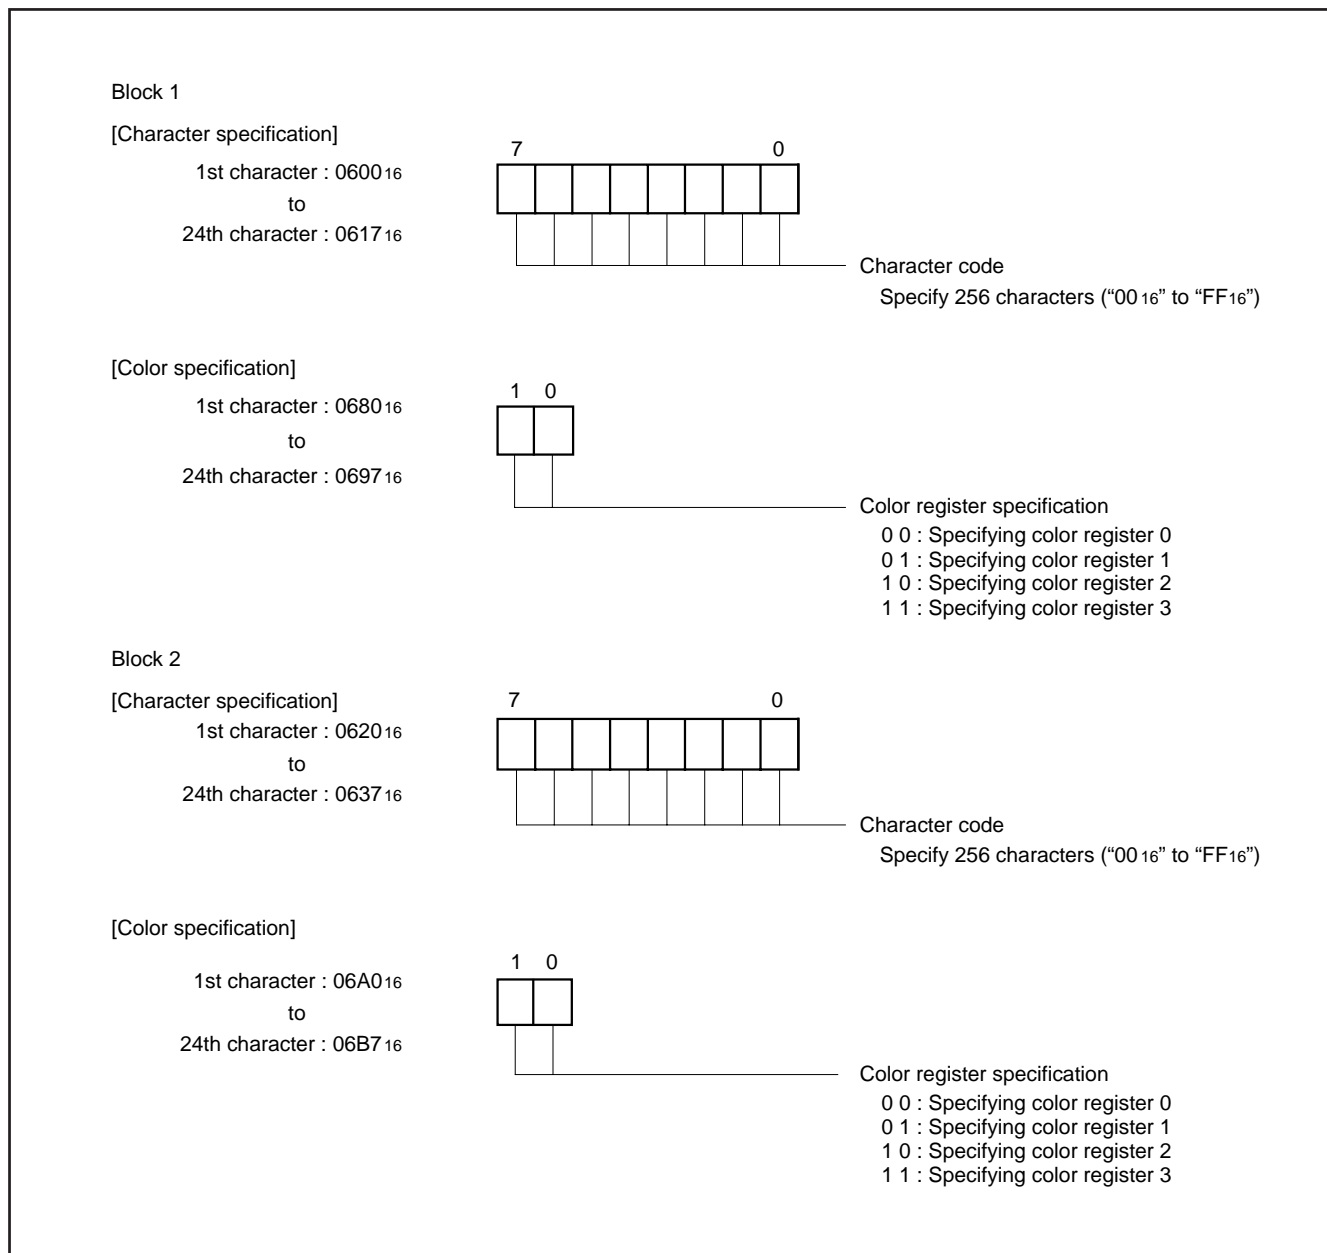 Block 1
[Character specification]
1st character : 060016
to
24th character : 061716
7 0
Character code
Specify 256 characters (“0016” to “FF16”)
[Color specification]
1st character : 068016
to
24th character : 069716
1 0
Color register specification
0 0 : Specifying color register 0
0 1 : Specifying color register 1
1 0 : Specifying color register 2
1 1 : Specifying color register 3
Block 2
[Character specification]
1st character : 062016
to
24th character : 063716
7 0
Character code
Specify 256 characters (“0016” to “FF16”)
[Color specification]
1st character : 06A016
to
24th character : 06B716
1 0
Color register specification
0 0 : Specifying color register 0
0 1 : Specifying color register 1
1 0 : Specifying color register 2
1 1 : Specifying color register 3